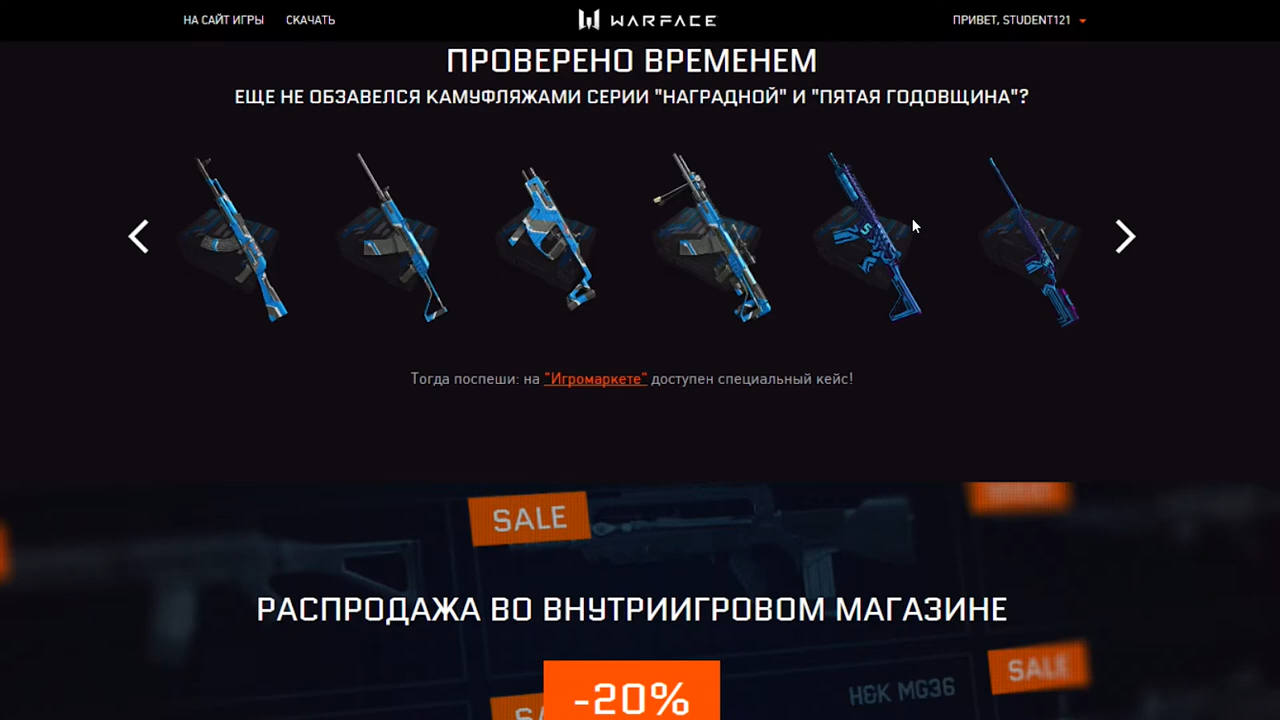 НА САЙТ ИГРЫ СКАЧАТЬ WARFACE ПРИВЕТ, STUDENT121
ПРОВЕРЕНО ВРЕМЕНЕМ
ЕЩЕ НЕ ОБЗАВЕЛСЯ КАМУФЛЯЖАМИ СЕРИИ "НАГРАДНОЙ" И "ПЯТАЯ ГОДОВЩИНА"?
Тогда поспеши: на "Игромаркете" доступен специальный кейс!
SALE
РАСПРОДАЖА ВО ВНУТРИИГРОВОМ МАГАЗИНЕ
SALE
-20%
H&K MG36